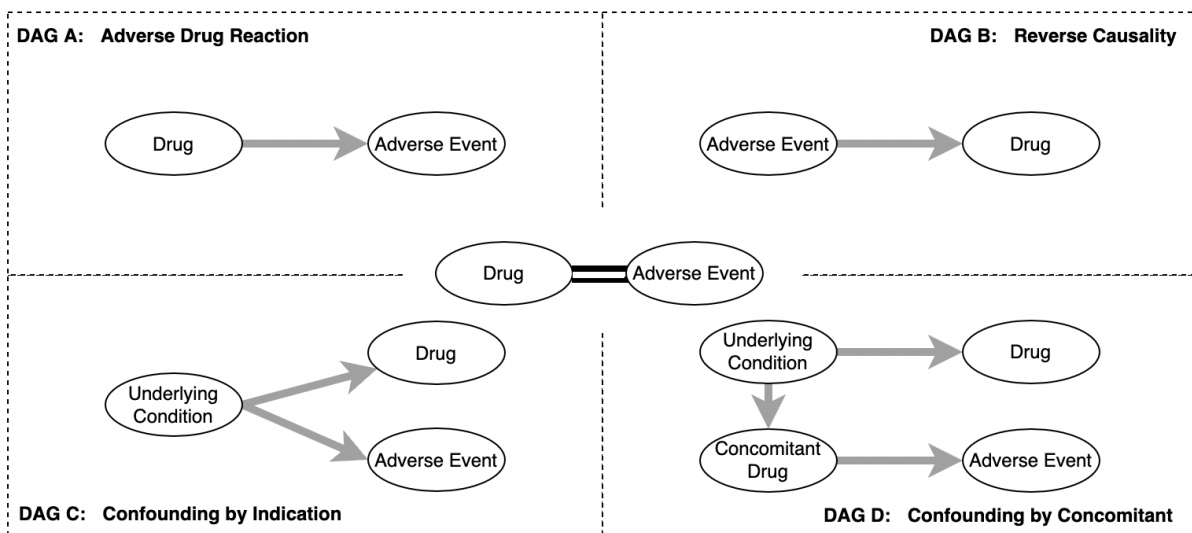 DAG A: Adverse Drug Reaction
DAG B: Reverse Causality
Drug
Adverse Event
Adverse Event
Drug
Drug
Adverse Event
Drug
Underlying
Condition
Adverse Event
Underlying
Condition
Drug
Concomitant
Drug
Adverse Event
DAG C: Confounding by Indication
DAG D: Confounding by Concomitant